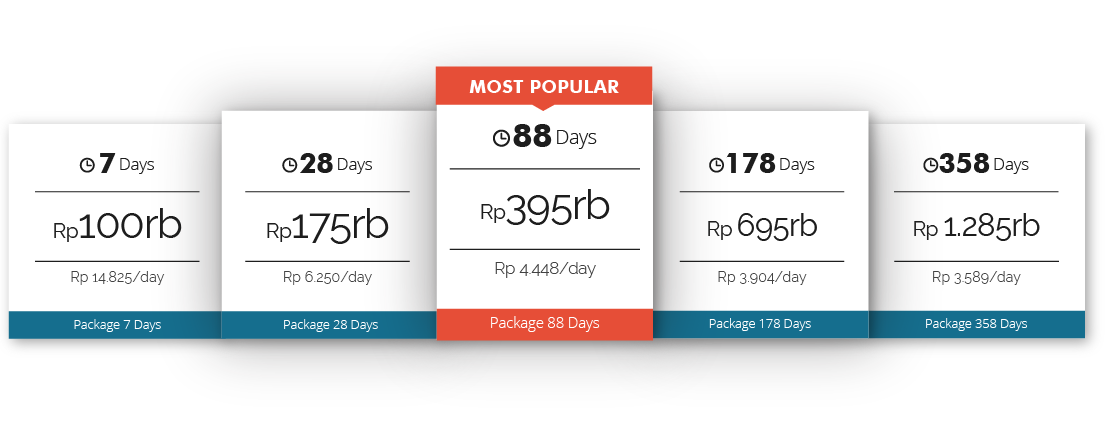 7 Days
Rp100rb
Rp 14.825/day
Package 7 Days
28 Days
Rp175rb
Rp 6.250/day
Package 28 Days
MOST POPULAR
88 Days
Rp395rb
Rp 4.448/day
Package 88 Days
178 Days
Rp 695rb
Rp 3.904/day
Package 178 Days
358 Days
Rp 1.285rb
Rp 3.589/day
Package 358 Days